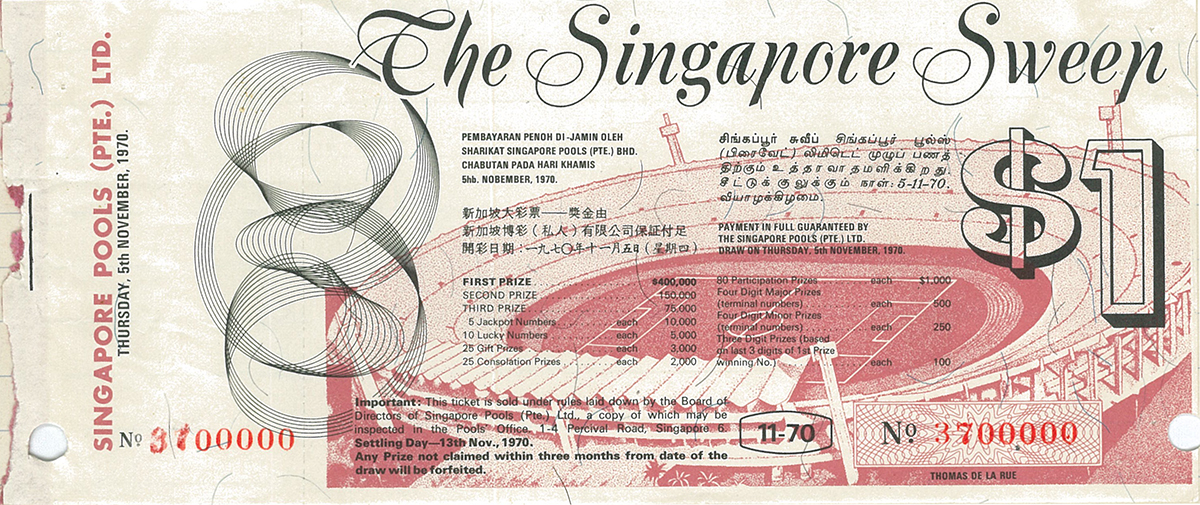 The Singapore Sweep
SINGAPORE POOLS (PTE.) LTD.
THURSDAY, 5th NOVEMBER, 1970.
PEMBAYARAN PENOH DI-JAMIN OLEH
SHARIKAT SINGAPORE POOLS (PTE.) BHD.
CHABUTAN PADA HARI KHAMIS
5hb. NOBEMBER, 1970.
新加坡大彩票——獎金由
新加坡博彩（私人）有限公司保証付足
開彩日期：一九七〇年十一月五日（星期四）
சிங்கப்பூர் சுவீப் சிங்கப்பூர் பூல்ஸ்
(பிரைவேட்) லிமிடெட் முழுப் பணத்
திற்கும் உத்தரவாதமளிக்கிறது.
சீட்டுக் குலுக்கும் நாள்: 5-11-70.
வியாழக்கிழமை.
PAYMENT IN FULL GUARANTEED BY
THE SINGAPORE POOLS (PTE.) LTD.
DRAW ON THURSDAY, 5th NOVEMBER, 1970.
$1
FIRST PRIZE . $400,000
SECOND PRIZE . . . . . . . . . . 150,000
THIRD PRIZE . . . . . . . . . . 75,000
5 Jackpot Numbers . . . . . each 10,000
10 Lucky Numbers . . . . . each 5,000
25 Gift Prizes . . . . . each 3,000
25 Consolation Prizes . . . . . each 2,000
80 Participation Prizes . . . . . each $1,000
Four Digit Major Prizes
(terminal numbers) . . . . . each 500
Four Digit Minor Prizes
(terminal numbers) . . . . . each 250
Three Digit Prizes (based
on last 3 digits of 1st Prize
winning No.) . . . . . each 100
Important: This ticket is sold under rules laid down by the Board of
Directors of Singapore Pools (Pte.) Ltd., a copy of which may be
inspected in the Pools' Office, 1-4 Percival Road, Singapore 6.
Settling Day—13th Nov., 1970.
Any Prize not claimed within three months from date of the
draw will be forfeited.
Nº 3700000
11-70
Nº 3700000
THOMAS DE LA RUE